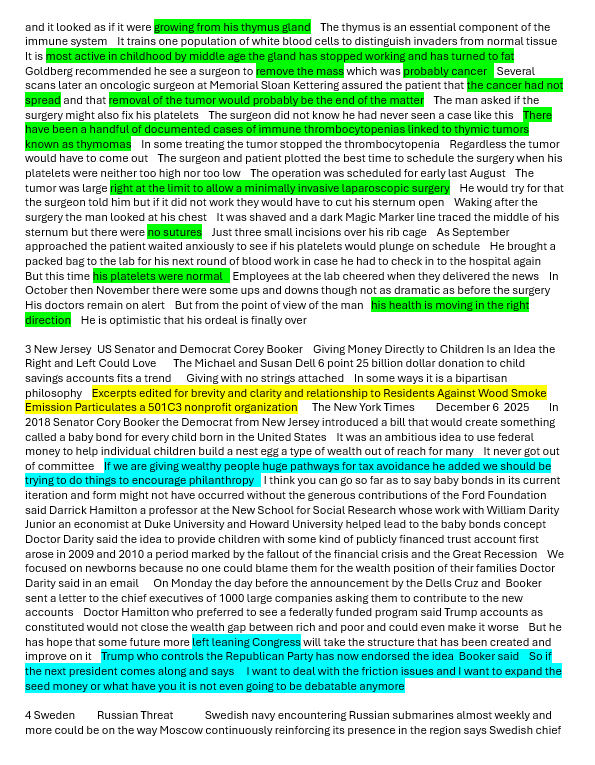 and it looked as if it were growing from his thymus gland The thymus is an essential component of the
immune system It trains one population of white blood cells to distinguish invaders from normal tissue
It is most active in childhood by middle age the gland has stopped working and has turned to fat
Goldberg recommended he see a surgeon to remove the mass which was probably cancer Several
scans later an oncologic surgeon at Memorial Sloan Kettering assured the patient that the cancer had not
spread and that removal of the tumor would probably be the end of the matter The man asked if the
surgery might also fix his platelets The surgeon did not know he had never seen a case like this There
have been a handful of documented cases of immune thrombocytopenias linked to thymic tumors
known as thymomas In some treating the tumor stopped the thrombocytopenia Regardless the tumor
would have to come out The surgeon and patient plotted the best time to schedule the surgery when his
platelets were neither too high nor too low The operation was scheduled for early last August The
tumor was large right at the limit to allow a minimally invasive laparoscopic surgery He would try for that
the surgeon told him but if it did not work they would have to cut his sternum open Waking after the
surgery the man looked at his chest It was shaved and a dark Magic Marker line traced the middle of his
sternum but there were no sutures Just three small incisions over his rib cage As September
approached the patient waited anxiously to see if his platelets would plunge on schedule He brought a
packed bag to the lab for his next round of blood work in case he had to check in to the hospital again
But this time his platelets were normal Employees at the lab cheered when they delivered the news In
October then November there were some ups and downs though not as dramatic as before the surgery
His doctors remain on alert But from the point of view of the man his health is moving in the right
direction He is optimistic that his ordeal is finally over
3 New Jersey US Senator and Democrat Corey Booker Giving Money Directly to Children Is an Idea the
Right and Left Could Love The Michael and Susan Dell 6 point 25 billion dollar donation to child
savings accounts fits a trend Giving with no strings attached In some ways it is a bipartisan
philosophy Excerpts edited for brevity and clarity and relationship to Residents Against Wood Smoke
Emission Particulates a 501C3 nonprofit organization The New York Times December 6 2025 In
2018 Senator Cory Booker the Democrat from New Jersey introduced a bill that would create something
called a baby bond for every child born in the United States It was an ambitious idea to use federal
money to help individual children build a nest egg a type of wealth out of reach for many It never got out
of committee If we are giving wealthy people huge pathways for tax avoidance he added we should be
trying to do things to encourage philanthropy I think you can go so far as to say baby bonds in its current
iteration and form might not have occurred without the generous contributions of the Ford Foundation
said Darrick Hamilton a professor at the New School for Social Research whose work with William Darity
Junior an economist at Duke University and Howard University helped lead to the baby bonds concept
Doctor Darity said the idea to provide children with some kind of publicly financed trust account first
arose in 2009 and 2010 a period marked by the fallout of the financial crisis and the Great Recession We
focused on newborns because no one could blame them for the wealth position of their families Doctor
Darity said in an email On Monday the day before the announcement by the Dells Cruz and Booker
sent a letter to the chief executives of 1000 large companies asking them to contribute to the new
accounts Doctor Hamilton who preferred to see a federally funded program said Trump accounts as
constituted would not close the wealth gap between rich and poor and could even make it worse But he
has hope that some future more left leaning Congress will take the structure that has been created and
improve on it Trump who controls the Republican Party has now endorsed the idea Booker said So if
the next president comes along and says I want to deal with the friction issues and I want to expand the
seed money or what have you it is not even going to be debatable anymore
4 Sweden Russian Threat Swedish navy encountering Russian submarines almost weekly and
more could be on the way Moscow continuously reinforcing its presence in the region says Swedish chief